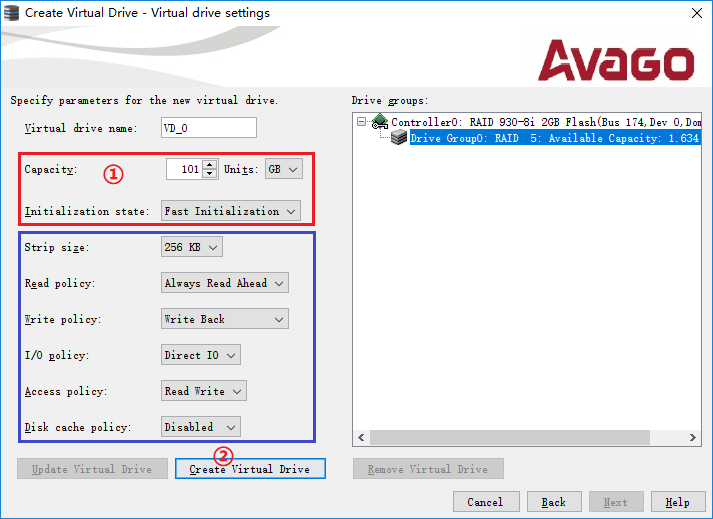 Create Virtual Drive - Virtual drive settings
AVAGO
Specify parameters for the new virtual drive.
Drive groups:
Virtual drive name: VD_0
Controller0: RAID 930-8i 2GB Flash(Bus 174,Dev 0,Dom
Drive Group0: RAID 5: Available Capacity: 1.634
Capacity: ① 101 Units: GB
Initialization state: Fast Initialization
Strip size: 256 KB
Read policy: Always Read Ahead
Write policy: Write Back
I/O policy: Direct IO
Access policy: Read Write
Disk cache policy: Disabled
②
Update Virtual Drive Create Virtual Drive Remove Virtual Drive
Cancel Back Next Help